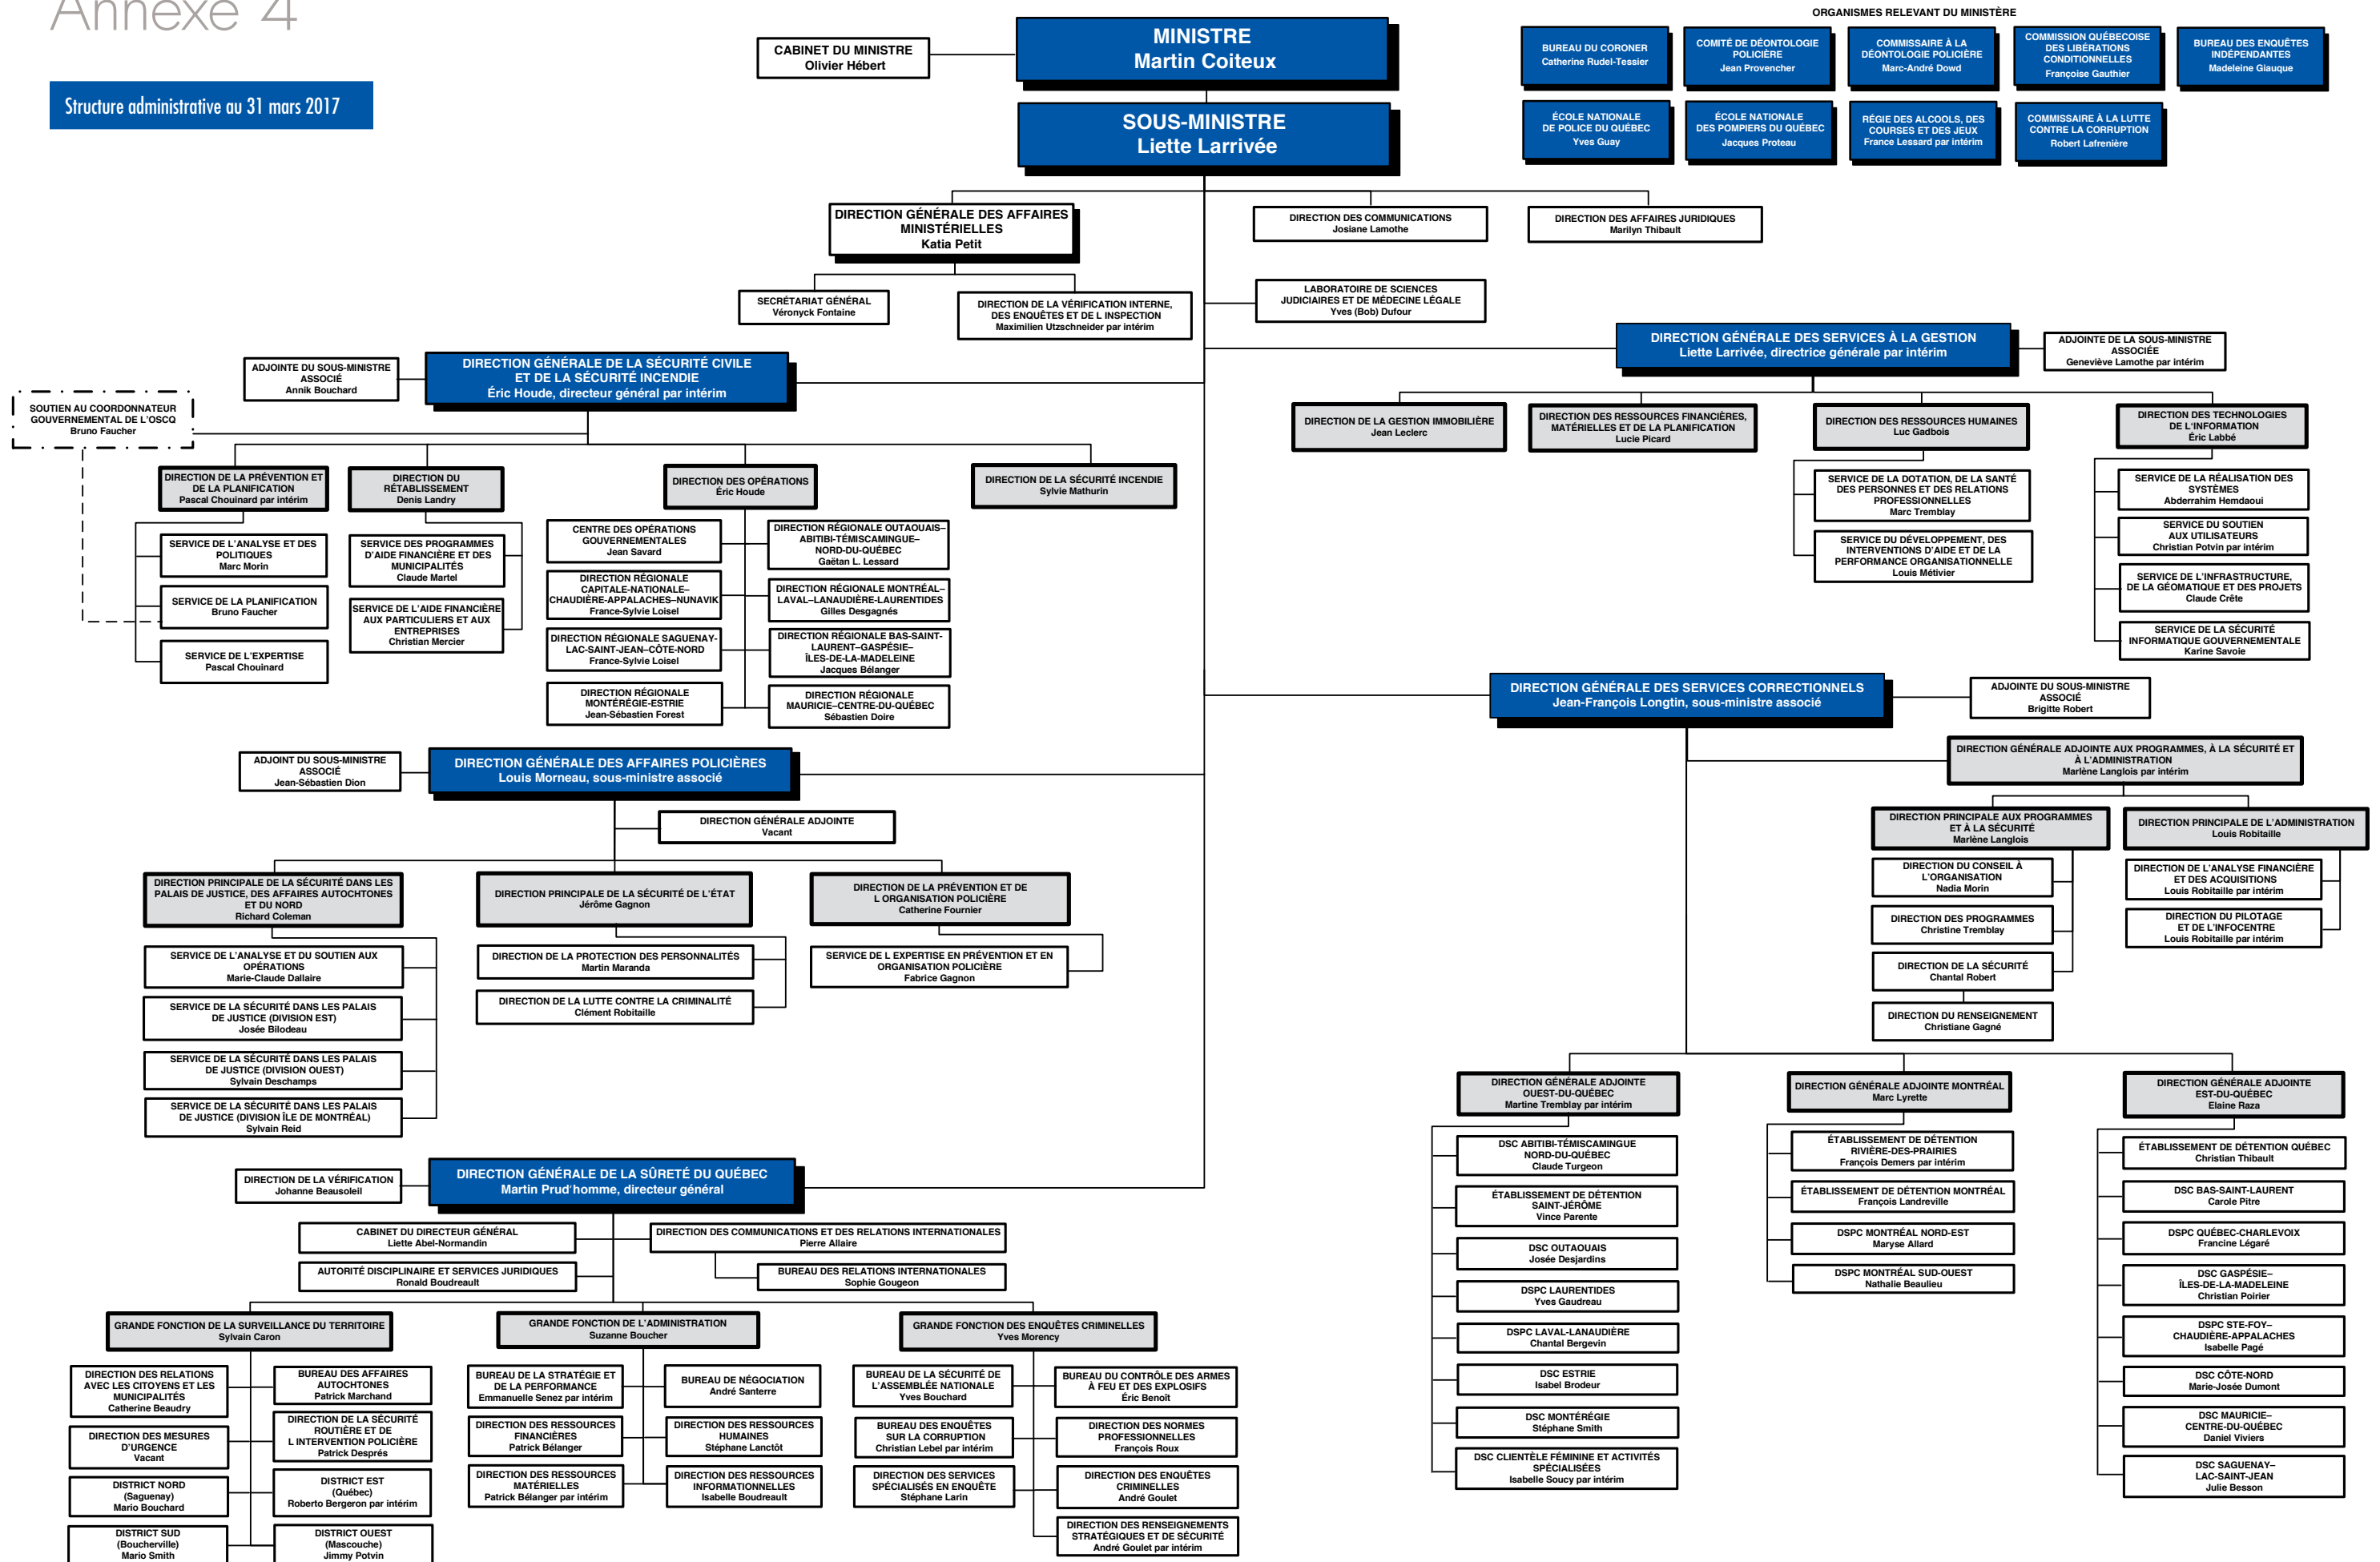 Annexe 4
Structure administrative au 31 mars 2017
CABINET DU MINISTRE
Olivier Hébert
MINISTRE
Martin Coiteux
SOUS-MINISTRE
Liette Larrivée
ORGANISMES RELEVANT DU MINISTÈRE
BUREAU DU CORONER
Catherine Rudel-Tessier
COMITÉ DE DÉONTOLOGIE
POLICIÈRE
Jean Provencher
COMMISSAIRE À LA
DÉONTOLOGIE POLICIÈRE
Marc-André Dowd
COMMISSION QUÉBECOISE
DES LIBÉRATIONS
CONDITIONNELLES
Françoise Gauthier
BUREAU DES ENQUÊTES
INDÉPENDANTES
Madeleine Giauque
ÉCOLE NATIONALE
DE POLICE DU QUÉBEC
Yves Guay
ÉCOLE NATIONALE
DES POMPIERS DU QUÉBEC
Jacques Proteau
RÉGIE DES ALCOOLS, DES
COURSES ET DES JEUX
France Lessard par intérim
COMMISSAIRE À LA LUTTE
CONTRE LA CORRUPTION
Robert Lafrenière
DIRECTION GÉNÉRALE DES AFFAIRES
MINISTÉRIELLES
Katia Petit
DIRECTION DES COMMUNICATIONS
Josiane Lamothe
DIRECTION DES AFFAIRES JURIDIQUES
Marilyn Thibault
SECRÉTARIAT GÉNÉRAL
Véronyck Fontaine
DIRECTION DE LA VÉRIFICATION INTERNE,
DES ENQUÊTES ET DE L INSPECTION
Maximilien Utzschneider par intérim
LABORATOIRE DE SCIENCES
JUDICIAIRES ET DE MÉDECINE LÉGALE
Yves (Bob) Dufour
ADJOINTE DU SOUS-MINISTRE
ASSOCIÉ
Annik Bouchard
DIRECTION GÉNÉRALE DE LA SÉCURITÉ CIVILE
ET DE LA SÉCURITÉ INCENDIE
Éric Houde, directeur général par intérim
SOUTIEN AU COORDONNATEUR
GOUVERNEMENTAL DE L'OSCQ
Bruno Faucher
DIRECTION DE LA PRÉVENTION ET
DE LA PLANIFICATION
Pascal Chouinard par intérim
SERVICE DE L'ANALYSE ET DES
POLITIQUES
Marc Morin
SERVICE DE LA PLANIFICATION
Bruno Faucher
SERVICE DE L'EXPERTISE
Pascal Chouinard
DIRECTION DU
RÉTABLISSEMENT
Denis Landry
SERVICE DES PROGRAMMES
D'AIDE FINANCIÈRE ET DES
MUNICIPALITÉS
Claude Martel
SERVICE DE L'AIDE FINANCIÈRE
AUX PARTICULIERS ET AUX
ENTREPRISES
Christian Mercier
DIRECTION DES OPÉRATIONS
Éric Houde
CENTRE DES OPÉRATIONS
GOUVERNEMENTALES
Jean Savard
DIRECTION RÉGIONALE OUTAOUAIS–
ABITIBI-TÉMISCAMINGUE–
NORD-DU-QUÉBEC
Gaëtan L. Lessard
DIRECTION RÉGIONALE
CAPITALE-NATIONALE–
CHAUDIÈRE-APPALACHES–NUNAVIK
France-Sylvie Loisel
DIRECTION RÉGIONALE MONTRÉAL–
LAVAL–LANAUDIÈRE-LAURENTIDES
Gilles Desgagnés
DIRECTION RÉGIONALE SAGUENAY-
LAC-SAINT-JEAN–CÔTE-NORD
France-Sylvie Loisel
DIRECTION RÉGIONALE BAS-SAINT-
LAURENT–GASPÉSIE–
ÎLES-DE-LA-MADELEINE
Jacques Bélanger
DIRECTION RÉGIONALE
MONTÉRÉGIE-ESTRIE
Jean-Sébastien Forest
DIRECTION RÉGIONALE
MAURICIE–CENTRE-DU-QUÉBEC
Sébastien Doire
DIRECTION DE LA SÉCURITÉ INCENDIE
Sylvie Mathurin
DIRECTION GÉNÉRALE DES SERVICES À LA GESTION
Liette Larrivée, directrice générale par intérim
ADJOINTE DE LA SOUS-MINISTRE
ASSOCIÉE
Geneviève Lamothe par intérim
DIRECTION DE LA GESTION IMMOBILIÈRE
Jean Leclerc
DIRECTION DES RESSOURCES FINANCIÈRES,
MATÉRIELLES ET DE LA PLANIFICATION
Lucie Picard
DIRECTION DES RESSOURCES HUMAINES
Luc Gadbois
SERVICE DE LA DOTATION, DE LA SANTÉ
DES PERSONNES ET DES RELATIONS
PROFESSIONNELLES
Marc Tremblay
SERVICE DU DÉVELOPPEMENT, DES
INTERVENTIONS D'AIDE ET DE LA
PERFORMANCE ORGANISATIONNELLE
Louis Métivier
DIRECTION DES TECHNOLOGIES
DE L'INFORMATION
Éric Labbé
SERVICE DE LA RÉALISATION DES
SYSTÈMES
Abderrahim Hemdaoui
SERVICE DU SOUTIEN
AUX UTILISATEURS
Christian Potvin par intérim
SERVICE DE L'INFRASTRUCTURE,
DE LA GÉOMATIQUE ET DES PROJETS
Claude Crête
SERVICE DE LA SÉCURITÉ
INFORMATIQUE GOUVERNEMENTALE
Karine Savoie
ADJOINT DU SOUS-MINISTRE
ASSOCIÉ
Jean-Sébastien Dion
DIRECTION GÉNÉRALE DES AFFAIRES POLICIÈRES
Louis Morneau, sous-ministre associé
DIRECTION GÉNÉRALE ADJOINTE
Vacant
DIRECTION PRINCIPALE DE LA SÉCURITÉ DANS LES
PALAIS DE JUSTICE, DES AFFAIRES AUTOCHTONES
ET DU NORD
Richard Coleman
SERVICE DE L'ANALYSE ET DU SOUTIEN AUX
OPÉRATIONS
Marie-Claude Dallaire
SERVICE DE LA SÉCURITÉ DANS LES PALAIS
DE JUSTICE (DIVISION EST)
Josée Bilodeau
SERVICE DE LA SÉCURITÉ DANS LES PALAIS
DE JUSTICE (DIVISION OUEST)
Sylvain Deschamps
SERVICE DE LA SÉCURITÉ DANS LES PALAIS
DE JUSTICE (DIVISION ÎLE DE MONTRÉAL)
Sylvain Reid
DIRECTION PRINCIPALE DE LA SÉCURITÉ DE L'ÉTAT
Jérôme Gagnon
DIRECTION DE LA PROTECTION DES PERSONNALITÉS
Martin Maranda
DIRECTION DE LA LUTTE CONTRE LA CRIMINALITÉ
Clément Robitaille
DIRECTION DE LA PRÉVENTION ET DE
L ORGANISATION POLICIÈRE
Catherine Fournier
SERVICE DE L EXPERTISE EN PRÉVENTION ET EN
ORGANISATION POLICIÈRE
Fabrice Gagnon
DIRECTION GÉNÉRALE DES SERVICES CORRECTIONNELS
Jean-François Longtin, sous-ministre associé
ADJOINTE DU SOUS-MINISTRE
ASSOCIÉ
Brigitte Robert
DIRECTION GÉNÉRALE ADJOINTE AUX PROGRAMMES, À LA SÉCURITÉ ET
À L'ADMINISTRATION
Marlène Langlois par intérim
DIRECTION PRINCIPALE AUX PROGRAMMES
ET À LA SÉCURITÉ
Marlène Langlois
DIRECTION DU CONSEIL À
L'ORGANISATION
Nadia Morin
DIRECTION DES PROGRAMMES
Christine Tremblay
DIRECTION DE LA SÉCURITÉ
Chantal Robert
DIRECTION DU RENSEIGNEMENT
Christiane Gagné
DIRECTION PRINCIPALE DE L'ADMINISTRATION
Louis Robitaille
DIRECTION DE L'ANALYSE FINANCIÈRE
ET DES ACQUISITIONS
Louis Robitaille par intérim
DIRECTION DU PILOTAGE
ET DE L'INFOCENTRE
Louis Robitaille par intérim
DIRECTION GÉNÉRALE ADJOINTE
OUEST-DU-QUÉBEC
Martine Tremblay par intérim
DSC ABITIBI-TÉMISCAMINGUE
NORD-DU-QUÉBEC
Claude Turgeon
ÉTABLISSEMENT DE DÉTENTION
SAINT-JÉRÔME
Vince Parente
DSC OUTAOUAIS
Josée Desjardins
DSPC LAURENTIDES
Yves Gaudreau
DSPC LAVAL-LANAUDIÈRE
Chantal Bergevin
DSC ESTRIE
Isabel Brodeur
DSC MONTÉRÉGIE
Stéphane Smith
DSC CLIENTÈLE FÉMININE ET ACTIVITÉS
SPÉCIALISÉES
Isabelle Soucy par intérim
DIRECTION GÉNÉRALE ADJOINTE MONTRÉAL
Marc Lyrette
ÉTABLISSEMENT DE DÉTENTION
RIVIÈRE-DES-PRAIRIES
François Demers par intérim
ÉTABLISSEMENT DE DÉTENTION MONTRÉAL
François Landreville
DSPC MONTRÉAL NORD-EST
Maryse Allard
DSPC MONTRÉAL SUD-OUEST
Nathalie Beaulieu
DIRECTION GÉNÉRALE ADJOINTE
EST-DU-QUÉBEC
Elaine Raza
ÉTABLISSEMENT DE DÉTENTION QUÉBEC
Christian Thibault
DSC BAS-SAINT-LAURENT
Carole Pitre
DSPC QUÉBEC-CHARLEVOIX
Francine Légaré
DSC GASPÉSIE–
ÎLES-DE-LA-MADELEINE
Christian Poirier
DSPC STE-FOY–
CHAUDIÈRE-APPALACHES
Isabelle Pagé
DSC CÔTE-NORD
Marie-Josée Dumont
DSC MAURICIE–
CENTRE-DU-QUÉBEC
Daniel Viviers
DSC SAGUENAY–
LAC-SAINT-JEAN
Julie Besson
DIRECTION DE LA VÉRIFICATION
Johanne Beausoleil
DIRECTION GÉNÉRALE DE LA SÛRETÉ DU QUÉBEC
Martin Prud'homme, directeur général
CABINET DU DIRECTEUR GÉNÉRAL
Liette Abel-Normandin
DIRECTION DES COMMUNICATIONS ET DES RELATIONS INTERNATIONALES
Pierre Allaire
AUTORITÉ DISCIPLINAIRE ET SERVICES JURIDIQUES
Ronald Boudreault
BUREAU DES RELATIONS INTERNATIONALES
Sophie Gougeon
GRANDE FONCTION DE LA SURVEILLANCE DU TERRITOIRE
Sylvain Caron
DIRECTION DES RELATIONS
AVEC LES CITOYENS ET LES
MUNICIPALITÉS
Catherine Beaudry
BUREAU DES AFFAIRES
AUTOCHTONES
Patrick Marchand
DIRECTION DES MESURES
D'URGENCE
Vacant
DIRECTION DE LA SÉCURITÉ
ROUTIÈRE ET DE
L INTERVENTION POLICIÈRE
Patrick Després
DISTRICT NORD
(Saguenay)
Mario Bouchard
DISTRICT EST
(Québec)
Roberto Bergeron par intérim
DISTRICT SUD
(Boucherville)
Mario Smith
DISTRICT OUEST
(Mascouche)
Jimmy Potvin
GRANDE FONCTION DE L'ADMINISTRATION
Suzanne Boucher
BUREAU DE LA STRATÉGIE ET
DE LA PERFORMANCE
Emmanuelle Senez par intérim
BUREAU DE NÉGOCIATION
André Santerre
DIRECTION DES RESSOURCES
FINANCIÈRES
Patrick Bélanger
DIRECTION DES RESSOURCES
HUMAINES
Stéphane Lanctôt
DIRECTION DES RESSOURCES
MATÉRIELLES
Patrick Bélanger par intérim
DIRECTION DES RESSOURCES
INFORMATIONNELLES
Isabelle Boudreault
GRANDE FONCTION DES ENQUÊTES CRIMINELLES
Yves Morency
BUREAU DE LA SÉCURITÉ DE
L'ASSEMBLÉE NATIONALE
Yves Bouchard
BUREAU DU CONTRÔLE DES ARMES
À FEU ET DES EXPLOSIFS
Éric Benoît
BUREAU DES ENQUÊTES
SUR LA CORRUPTION
Christian Lebel par intérim
DIRECTION DES NORMES
PROFESSIONNELLES
François Roux
DIRECTION DES SERVICES
SPÉCIALISÉS EN ENQUÊTE
Stéphane Larin
DIRECTION DES ENQUÊTES
CRIMINELLES
André Goulet
DIRECTION DES RENSEIGNEMENTS
STRATÉGIQUES ET DE SÉCURITÉ
André Goulet par intérim